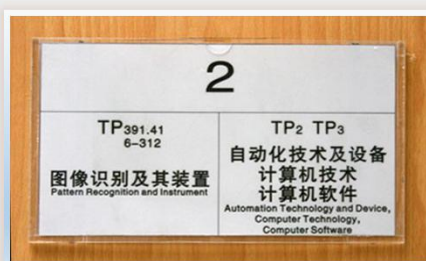 2
TP391.41
6-312
图像识别及其装置
Pattern Recognition and Instrument
TP2 TP3
自动化技术及设备
计算机技术
计算机软件
Automation Technology and Device,
Computer Technology,
Computer Software